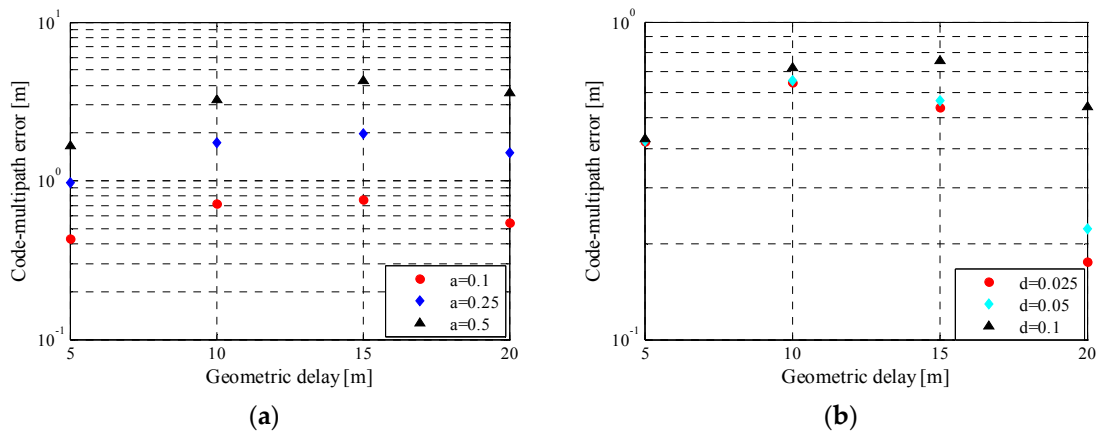 10^1
10^0
10^-1
Code-multipath error [m]
5
10
15
20
Geometric delay [m]
a=0.1
a=0.25
a=0.5
(a)
10^0
10^-1
Code-multipath error [m]
5
10
15
20
Geometric delay [m]
d=0.025
d=0.05
d=0.1
(b)